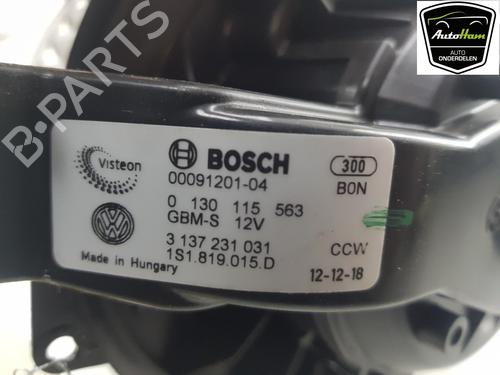 AutoHam
AUTO
ONDERDELEN
B-PARTS
Visteon
BOSCH
300
00091201-04
B0N
0 130 115 563
GBM-S 12V
3 137 231 031
CCW
Made in Hungary
1S1.819.015.D
12-12-18